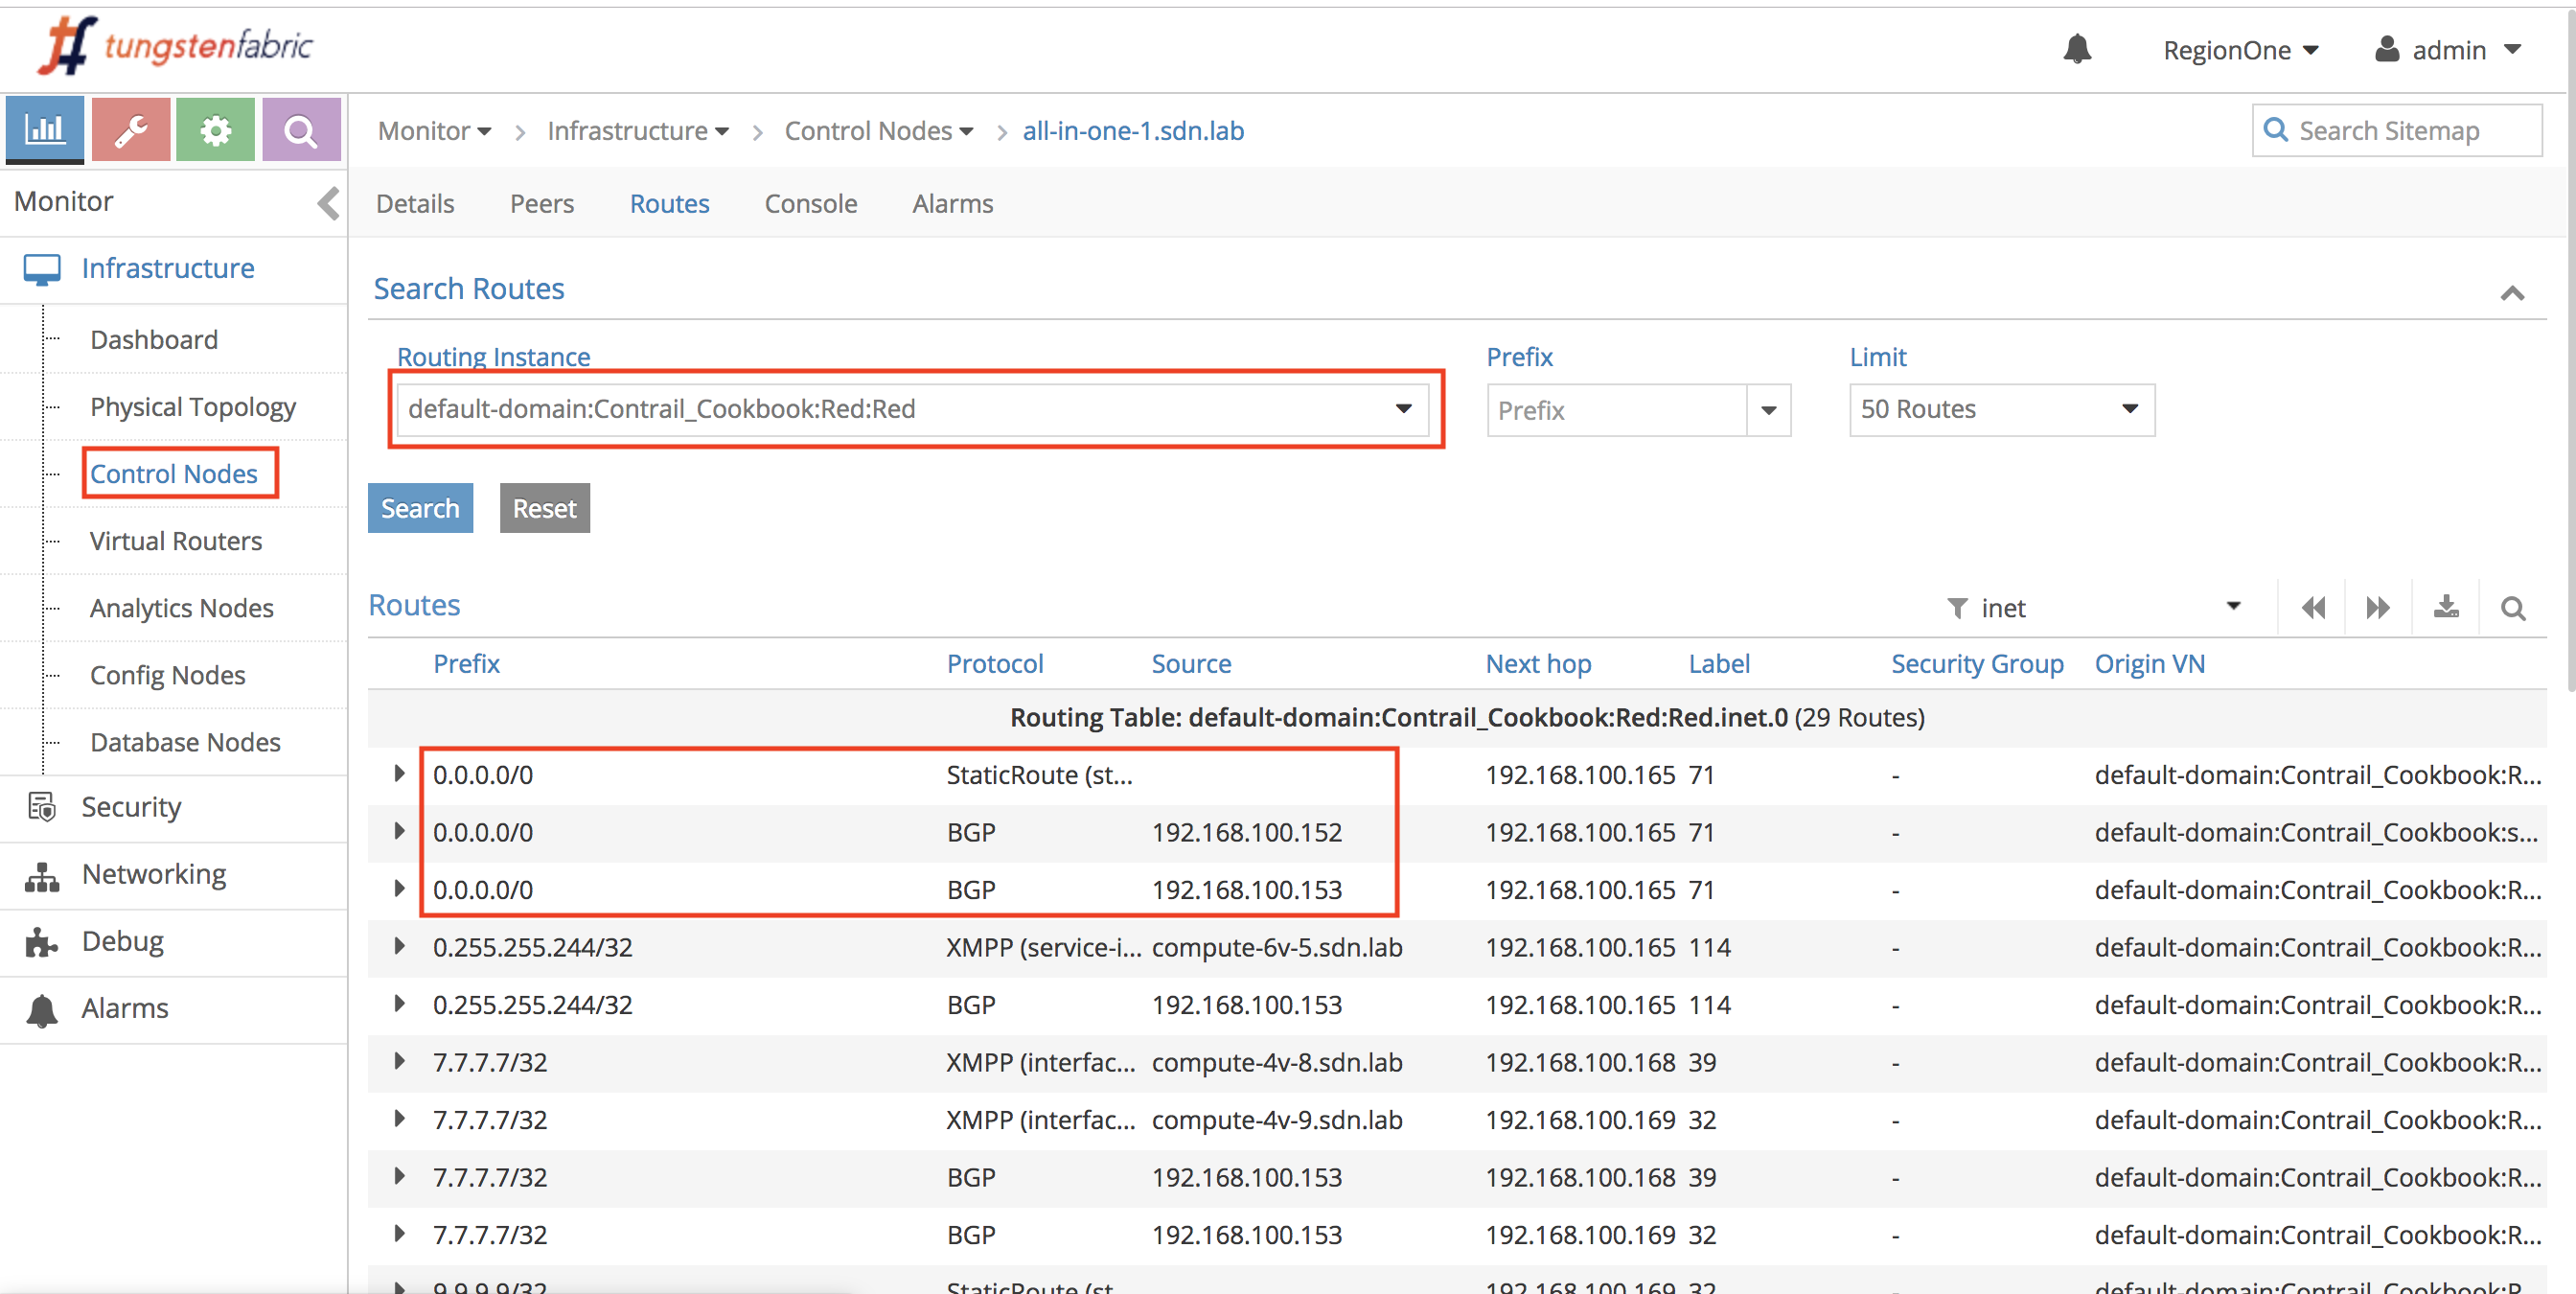 tungstenfabric
RegionOne admin
Monitor Infrastructure Control Nodes all-in-one-1.sdn.lab Search Sitemap
Monitor
Details Peers Routes Console Alarms
Infrastructure
Dashboard
Physical Topology
Control Nodes
Virtual Routers
Analytics Nodes
Config Nodes
Database Nodes
Security
Networking
Debug
Alarms
Search Routes
Routing Instance Prefix Limit
default-domain:Contrail_Cookbook:Red:Red Prefix 50 Routes
Search Reset
Routes inet
Prefix Protocol Source Next hop Label Security Group Origin VN
Routing Table: default-domain:Contrail_Cookbook:Red:Red.inet.0 (29 Routes)
0.0.0.0/0 StaticRoute (st... 192.168.100.165 71 - default-domain:Contrail_Cookbook:R...
0.0.0.0/0 BGP 192.168.100.152 192.168.100.165 71 - default-domain:Contrail_Cookbook:s...
0.0.0.0/0 BGP 192.168.100.153 192.168.100.165 71 - default-domain:Contrail_Cookbook:R...
0.255.255.244/32 XMPP (service-i... compute-6v-5.sdn.lab 192.168.100.165 114 - default-domain:Contrail_Cookbook:R...
0.255.255.244/32 BGP 192.168.100.153 192.168.100.165 114 - default-domain:Contrail_Cookbook:R...
7.7.7.7/32 XMPP (interfac... compute-4v-8.sdn.lab 192.168.100.168 39 - default-domain:Contrail_Cookbook:R...
7.7.7.7/32 XMPP (interfac... compute-4v-9.sdn.lab 192.168.100.169 32 - default-domain:Contrail_Cookbook:R...
7.7.7.7/32 BGP 192.168.100.153 192.168.100.168 39 - default-domain:Contrail_Cookbook:R...
7.7.7.7/32 BGP 192.168.100.153 192.168.100.169 32 - default-domain:Contrail_Cookbook:R...
9.9.9.9/32 StaticRoute (st... 192.168.100.169 32 - default-domain:Contrail_Cookbook:R...